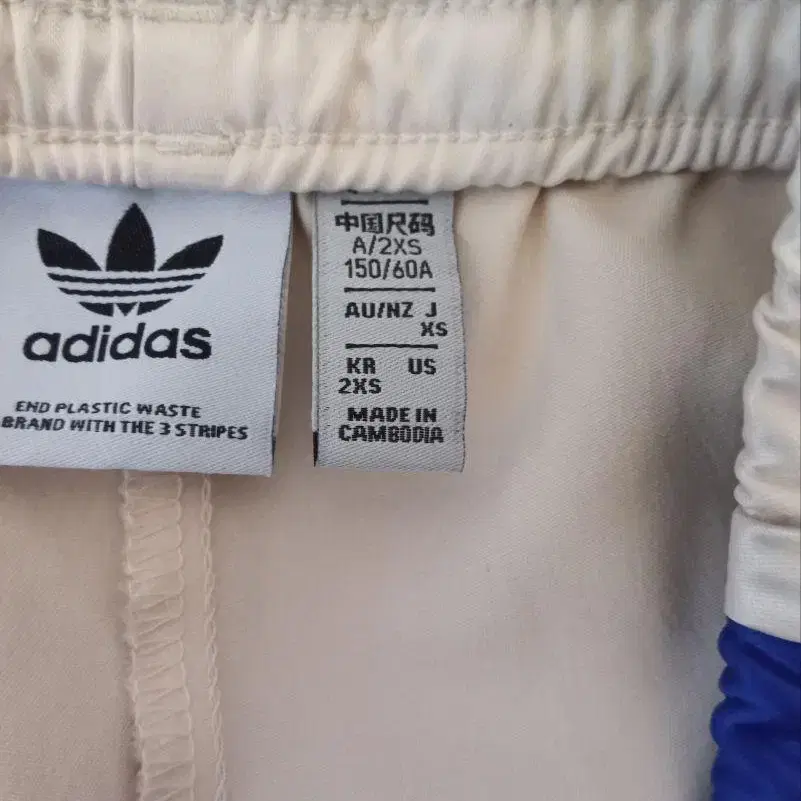 adidas
END PLASTIC WASTE
BRAND WITH THE 3 STRIPES
中国尺码
A/2XS
150/60A
AU/NZ J
XS
KR US
2XS
MADE IN
CAMBODIA